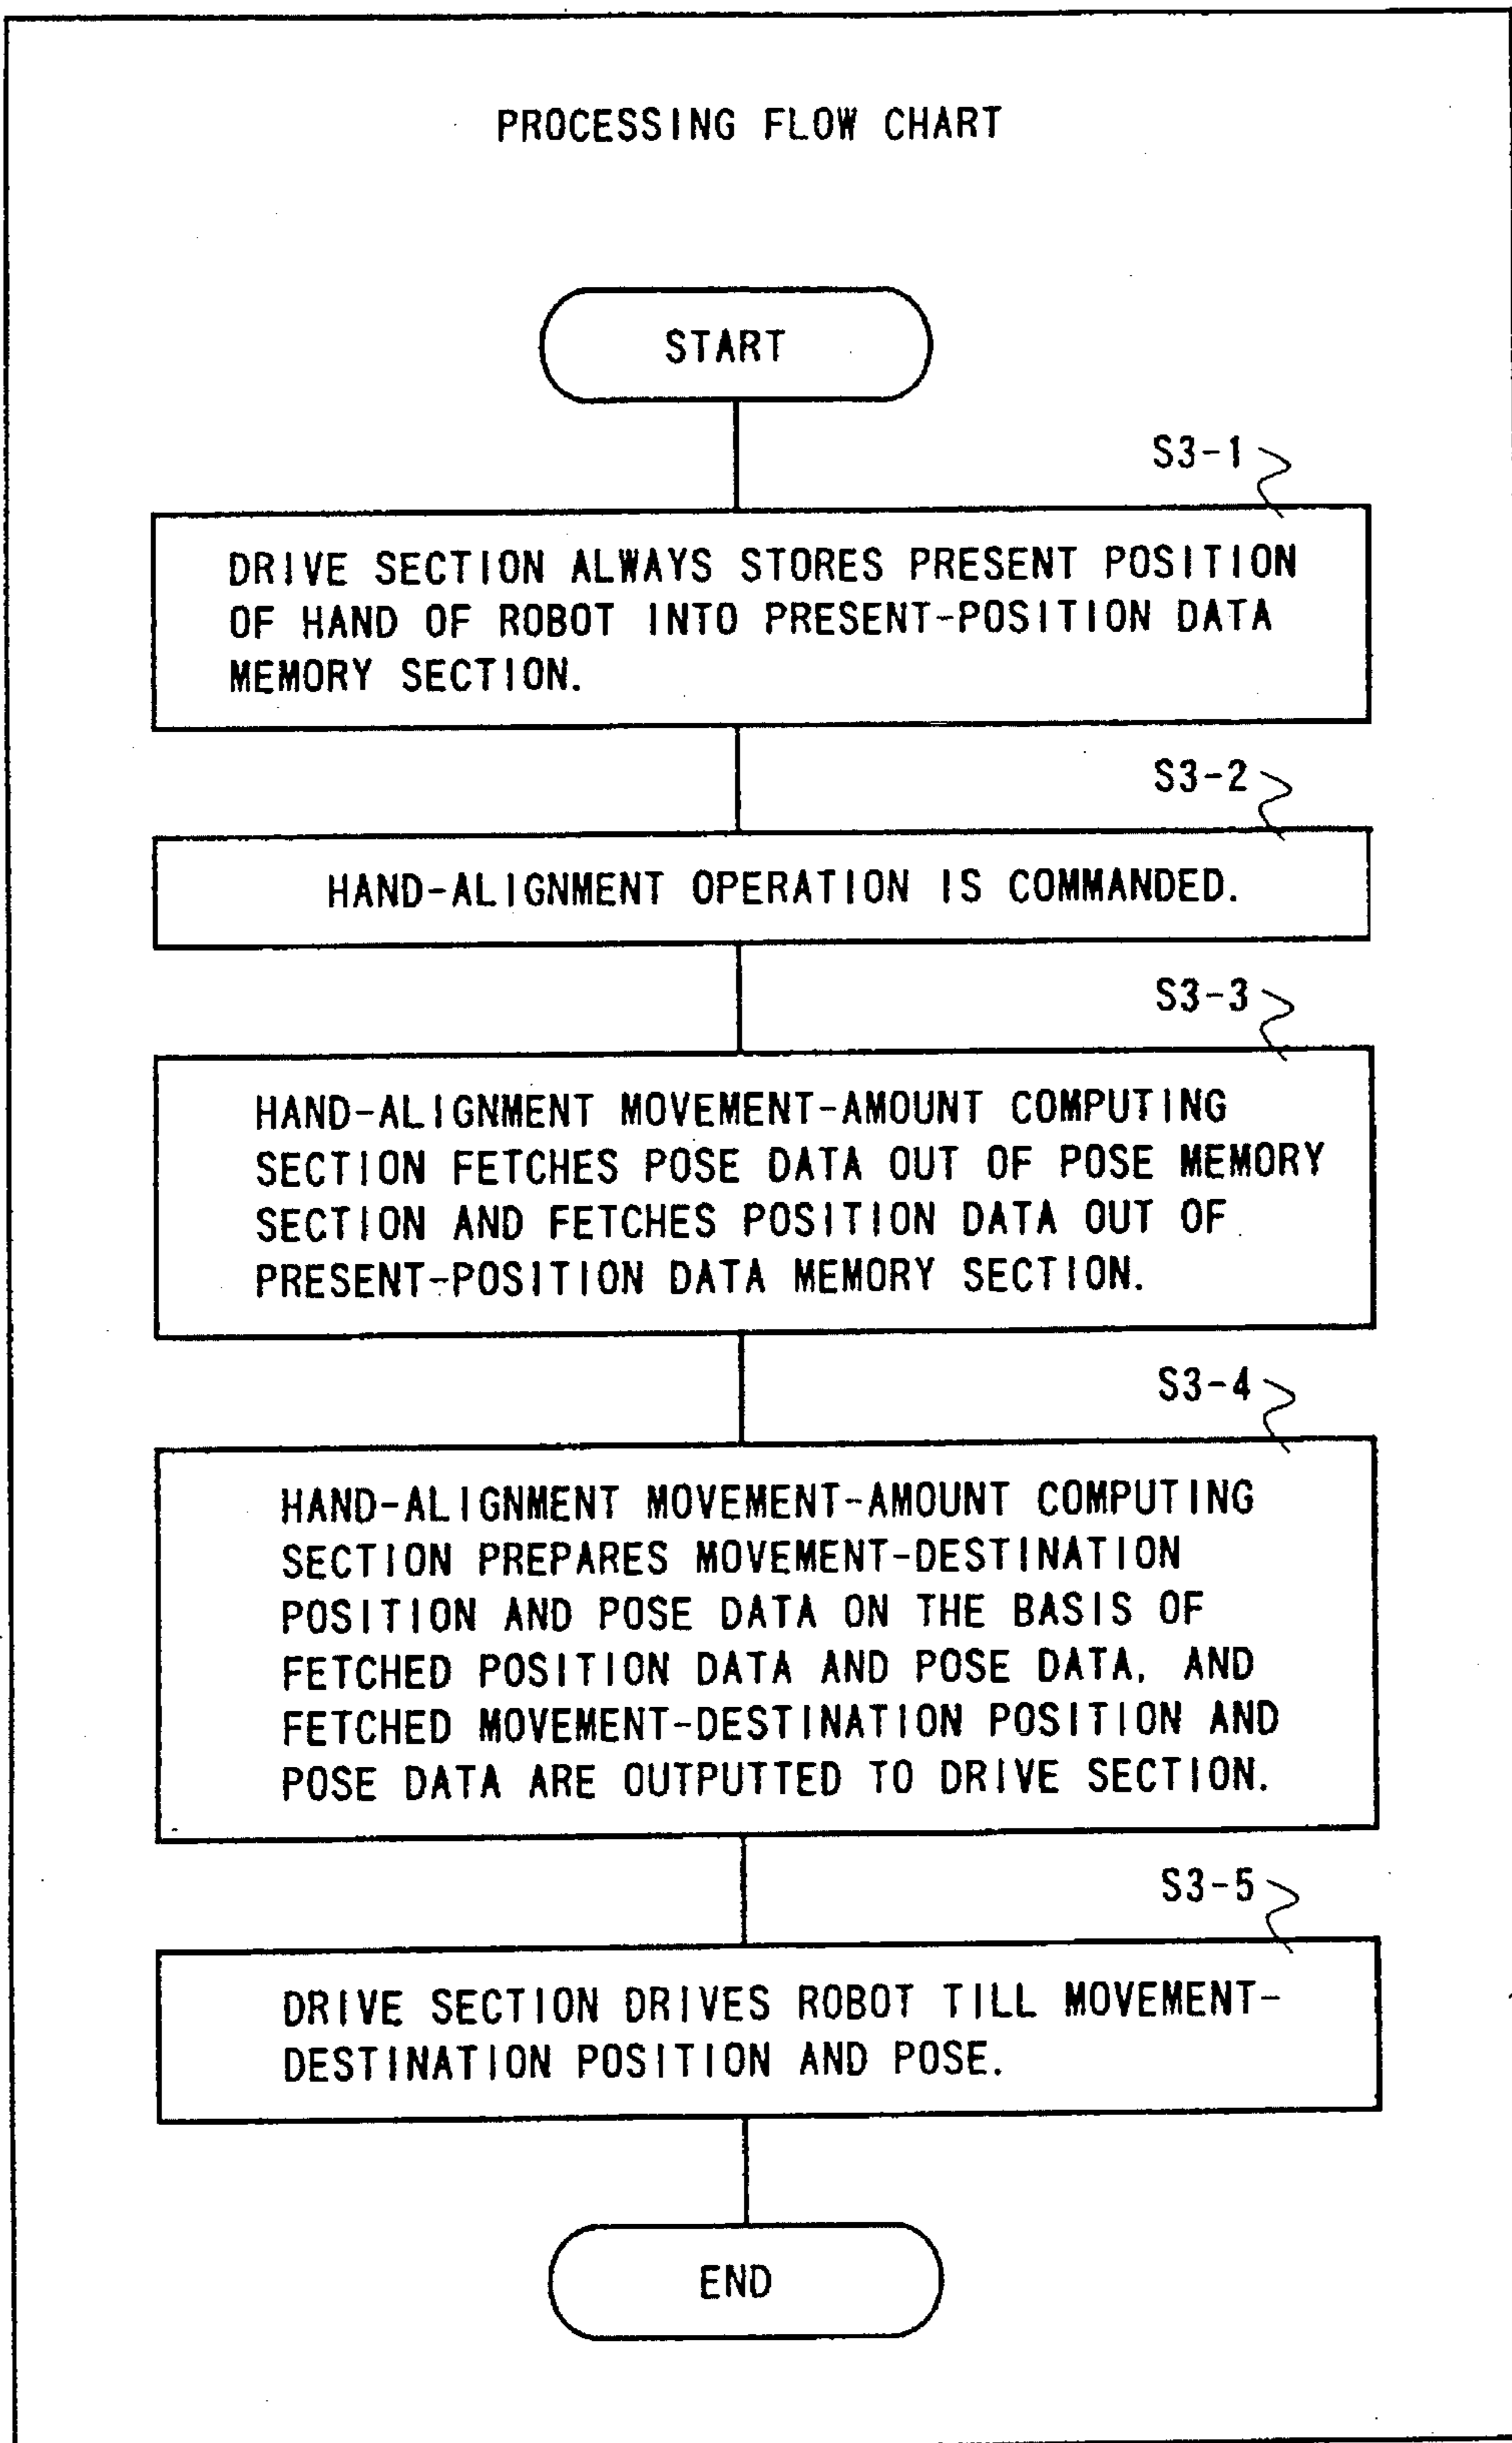 PROCESSING FLOW CHART
START
S3-1
DRIVE SECTION ALWAYS STORES PRESENT POSITION
OF HAND OF ROBOT INTO PRESENT-POSITION DATA
MEMORY SECTION.
S3-2
HAND-ALIGNMENT OPERATION IS COMMANDED.
S3-3
HAND-ALIGNMENT MOVEMENT-AMOUNT COMPUTING
SECTION FETCHES POSE DATA OUT OF POSE MEMORY
SECTION AND FETCHES POSITION DATA OUT OF
PRESENT-POSITION DATA MEMORY SECTION.
S3-4
HAND-ALIGNMENT MOVEMENT-AMOUNT COMPUTING
SECTION PREPARES MOVEMENT-DESTINATION
POSITION AND POSE DATA ON THE BASIS OF
FETCHED POSITION DATA AND POSE DATA, AND
FETCHED MOVEMENT-DESTINATION POSITION AND
POSE DATA ARE OUTPUTTED TO DRIVE SECTION.
S3-5
DRIVE SECTION DRIVES ROBOT TILL MOVEMENT-
DESTINATION POSITION AND POSE.
END